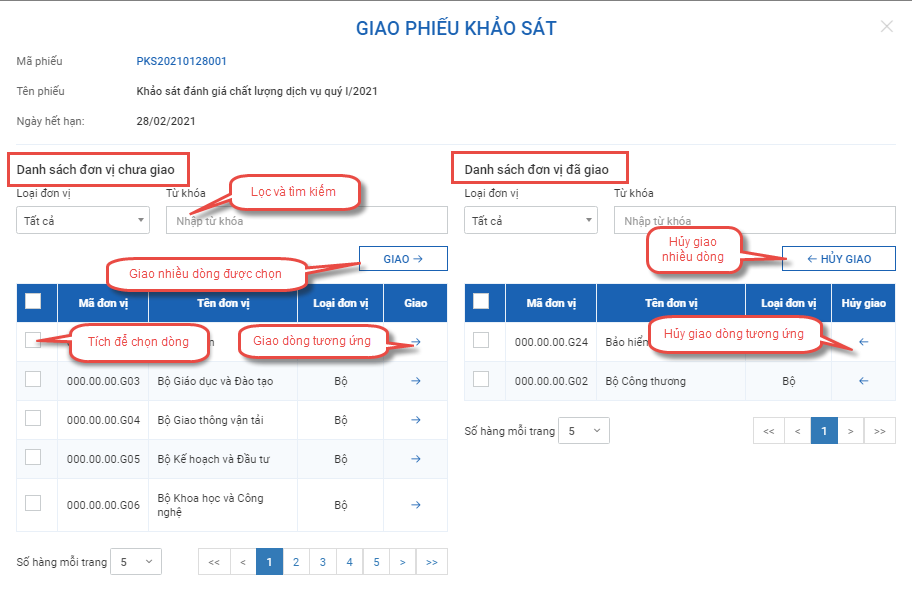 GIAO PHIẾU KHẢO SÁT
Mã phiếu PKS20210128001
Tên phiếu Khảo sát đánh giá chất lượng dịch vụ quý I/2021
Ngày hết hạn: 28/02/2021
Danh sách đơn vị chưa giao
Loại đơn vị Từ khóa
Tất cả Nhập từ khóa
Lọc và tìm kiếm
Giao nhiều dòng được chọn
GIAO →
Mã đơn vị Tên đơn vị Loại đơn vị Giao
Tích để chọn dòng
Giao dòng tương ứng →
000.00.00.G03 Bộ Giáo dục và Đào tạo Bộ →
000.00.00.G04 Bộ Giao thông vận tải Bộ →
000.00.00.G05 Bộ Kế hoạch và Đầu tư Bộ →
000.00.00.G06 Bộ Khoa học và Công nghệ Bộ →
Số hàng mỗi trang 5 << < 1 2 3 4 5 > >>
Danh sách đơn vị đã giao
Loại đơn vị Từ khóa
Tất cả Nhập từ khóa
Hủy giao
nhiều dòng
← HỦY GIAO
Mã đơn vị Tên đơn vị Loại đơn vị Hủy giao
000.00.00.G24 Bảo hiểm ←
Hủy giao dòng tương ứng
000.00.00.G02 Bộ Công thương Bộ ←
Số hàng mỗi trang 5 << < 1 > >>